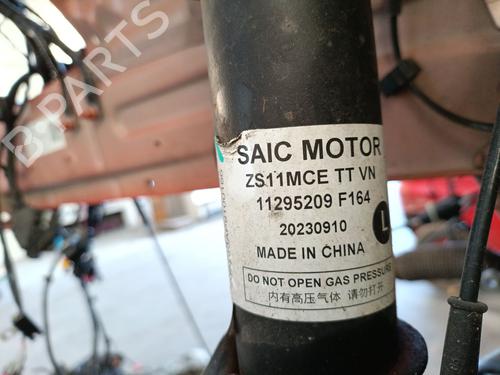 SAIC MOTOR
ZS11MCE TT VN
11295209 F164
20230910
L
MADE IN CHINA
DO NOT OPEN GAS PRESSURE
内有高压气体 请勿打开
B-PARTS